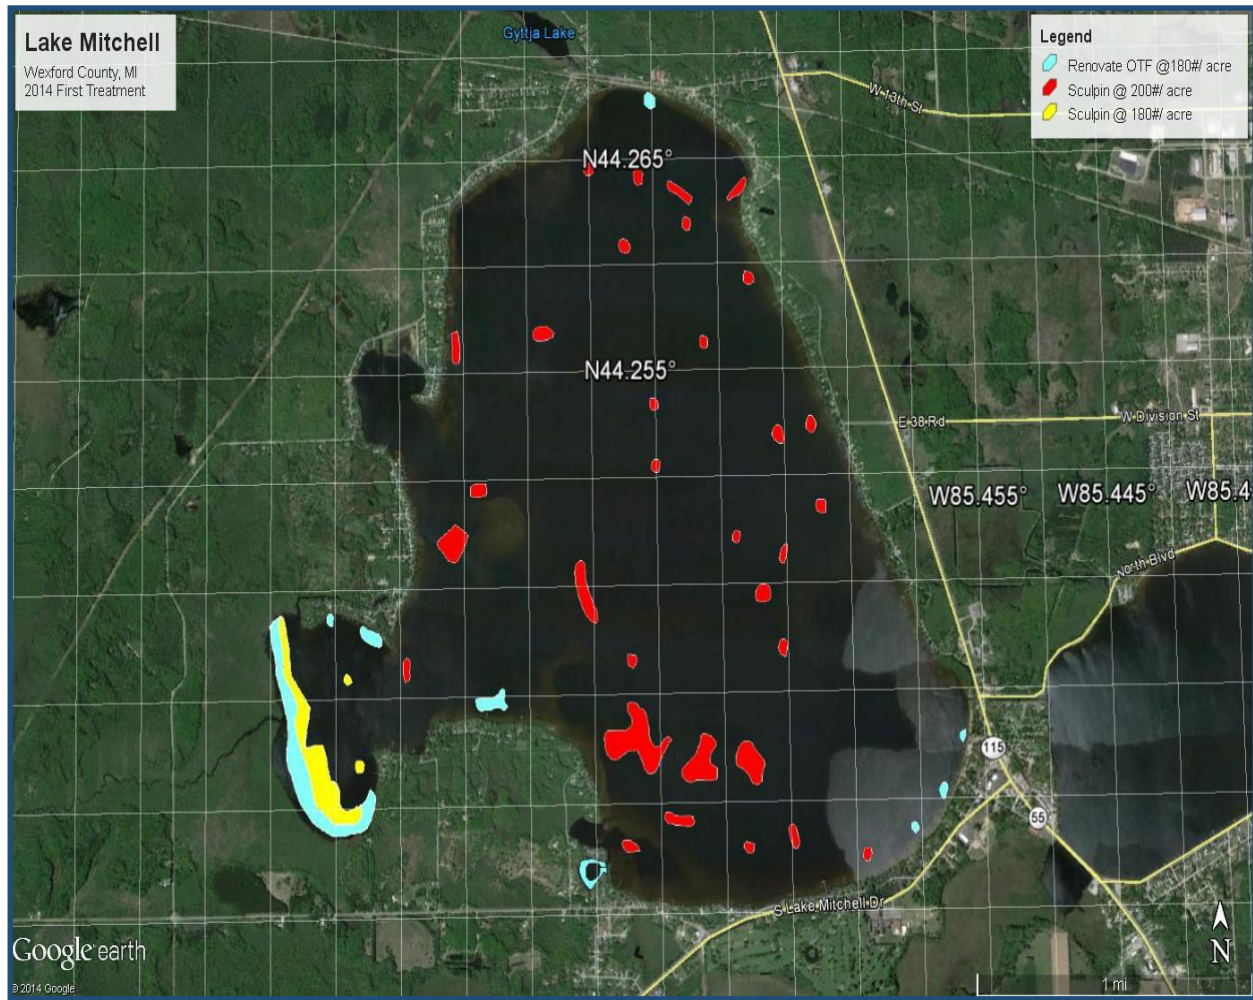 Lake Mitchell
Wexford County, MI
2014 First Treatment
Gyttja Lake
Legend
Renovate OTF @180#/ acre
Sculpin @ 200#/ acre
Sculpin @ 180#/ acre
W 13th St
N44.265°
N44.255°
E 38 Rd
W Division St
W85.455°
W85.445°
W85.4
North Blvd
115
55
S Lake Mitchell Dr
Google earth
© 2014 Google
N
1 mi